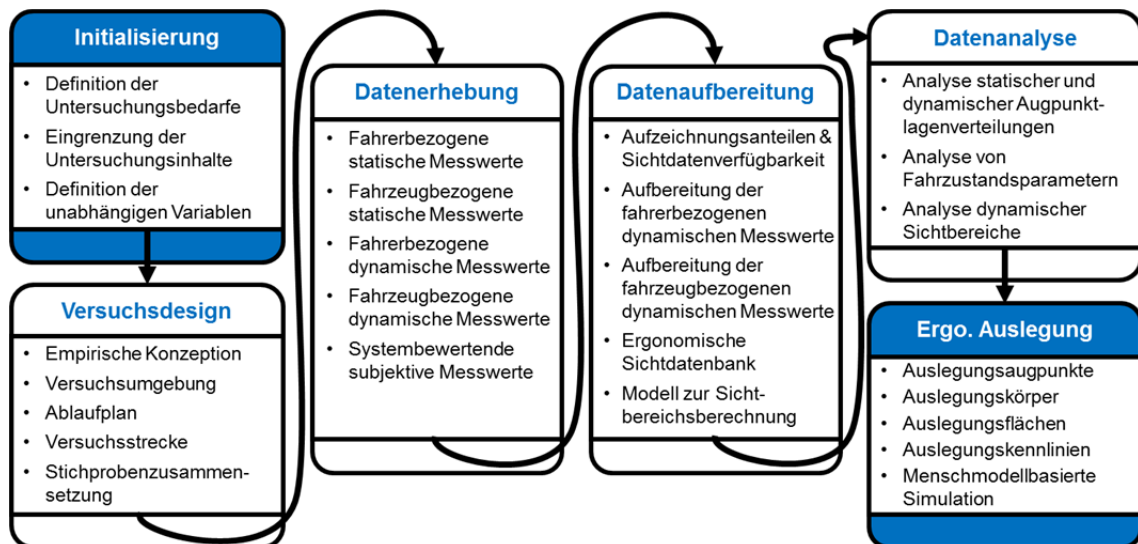 Initialisierung
• Definition der
Untersuchungsbedarfe
• Eingrenzung der
Untersuchungsinhalte
• Definition der
unabhängigen Variablen
Versuchsdesign
• Empirische Konzeption
• Versuchsumgebung
• Ablaufplan
• Versuchsstrecke
• Stichprobenzusammen-
setzung
Datenerhebung
• Fahrerbezogene
statische Messwerte
• Fahrzeugbezogene
statische Messwerte
• Fahrerbezogene
dynamische Messwerte
• Fahrzeugbezogene
dynamische Messwerte
• Systembewertende
subjektive Messwerte
Datenaufbereitung
• Aufzeichnungsanteilen &
Sichtdatenverfügbarkeit
• Aufbereitung der
fahrerbezogenen
dynamischen Messwerte
• Aufbereitung der
fahrzeugbezogenen
dynamischen Messwerte
• Ergonomische
Sichtdatenbank
• Modell zur Sicht-
bereichsberechnung
Datenanalyse
• Analyse statischer und
dynamischer Augpunkt-
lagenverteilungen
• Analyse von
Fahrzustandsparametern
• Analyse dynamischer
Sichtbereiche
Ergo. Auslegung
• Auslegungsaugpunkte
• Auslegungskörper
• Auslegungsflächen
• Auslegungskennlinien
• Menschmodellbasierte
Simulation